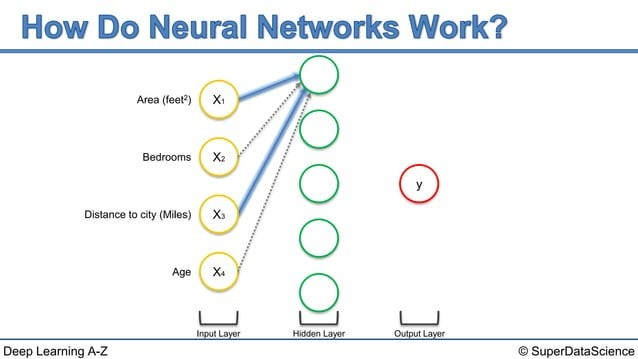 How Do Neural Networks Work?
Area (feet²) X1
Bedrooms X2
Distance to city (Miles) X3
Age X4
y
Input Layer Hidden Layer Output Layer
Deep Learning A-Z © SuperDataScience